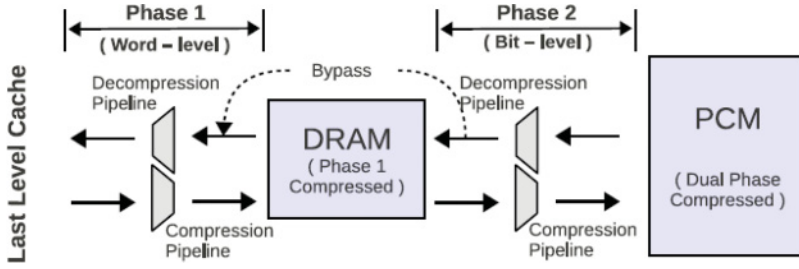 Phase 1
( Word – level )
Phase 2
( Bit – level )
Last Level Cache
Decompression
Pipeline
Bypass
Decompression
Pipeline
DRAM
( Phase 1
Compressed )
PCM
( Dual Phase
Compressed )
Compression
Pipeline
Compression
Pipeline